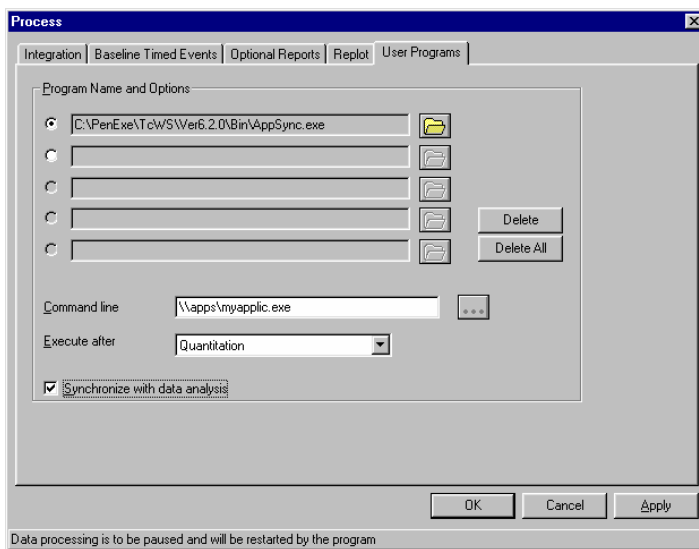 Process
Integration
Baseline Timed Events
Optional Reports
Replot
User Programs
Program Name and Options
C:\PenExe\TcWS\Ver6.2.0\Bin\AppSync.exe
Delete
Delete All
Command line
\\apps\myapplic.exe
...
Execute after
Quantitation
Synchronize with data analysis
OK
Cancel
Apply
Data processing is to be paused and will be restarted by the program